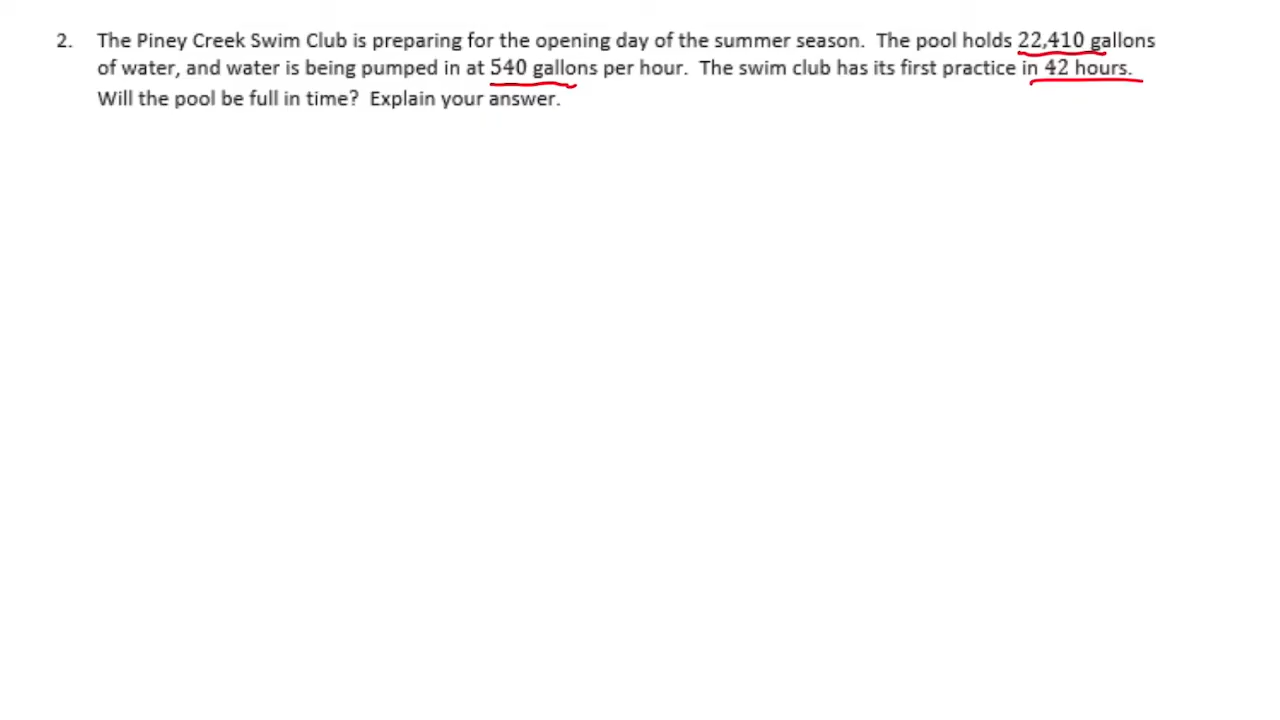 2. The Piney Creek Swim Club is preparing for the opening day of the summer season. The pool holds 22,410 gallons
of water, and water is being pumped in at 540 gallons per hour. The swim club has its first practice in 42 hours.
Will the pool be full in time? Explain your answer.